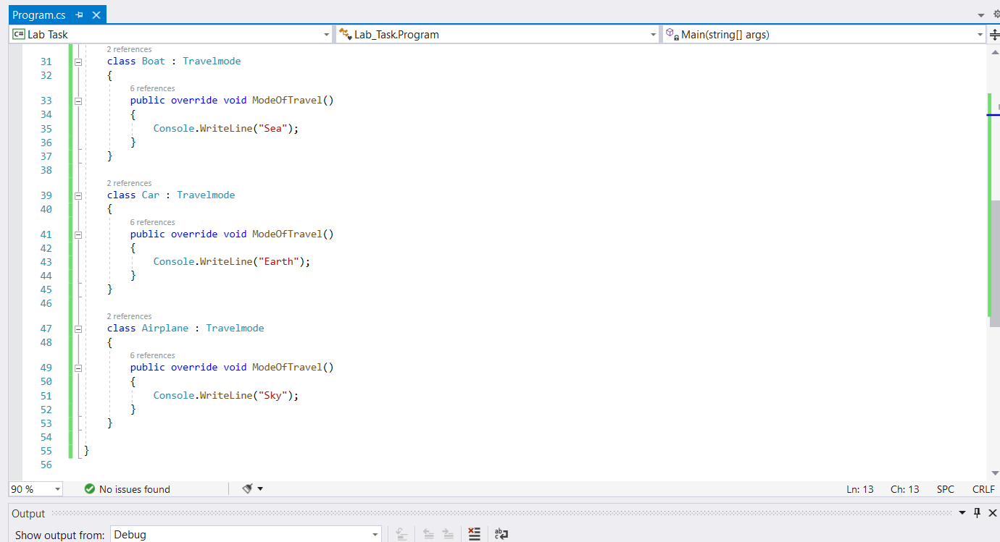 Program.cs
C# Lab Task Lab_Task.Program Main(string[] args)
2 references
31 class Boat : Travelmode
32 {
6 references
33 public override void ModeOfTravel()
34 {
35 Console.WriteLine("Sea");
36 }
37 }
38
2 references
39 class Car : Travelmode
40 {
6 references
41 public override void ModeOfTravel()
42 {
43 Console.WriteLine("Earth");
44 }
45 }
46
2 references
47 class Airplane : Travelmode
48 {
6 references
49 public override void ModeOfTravel()
50 {
51 Console.WriteLine("Sky");
52 }
53 }
54
55 }
56
90 % No issues found Ln: 13 Ch: 13 SPC CRLF
Output
Show output from: Debug